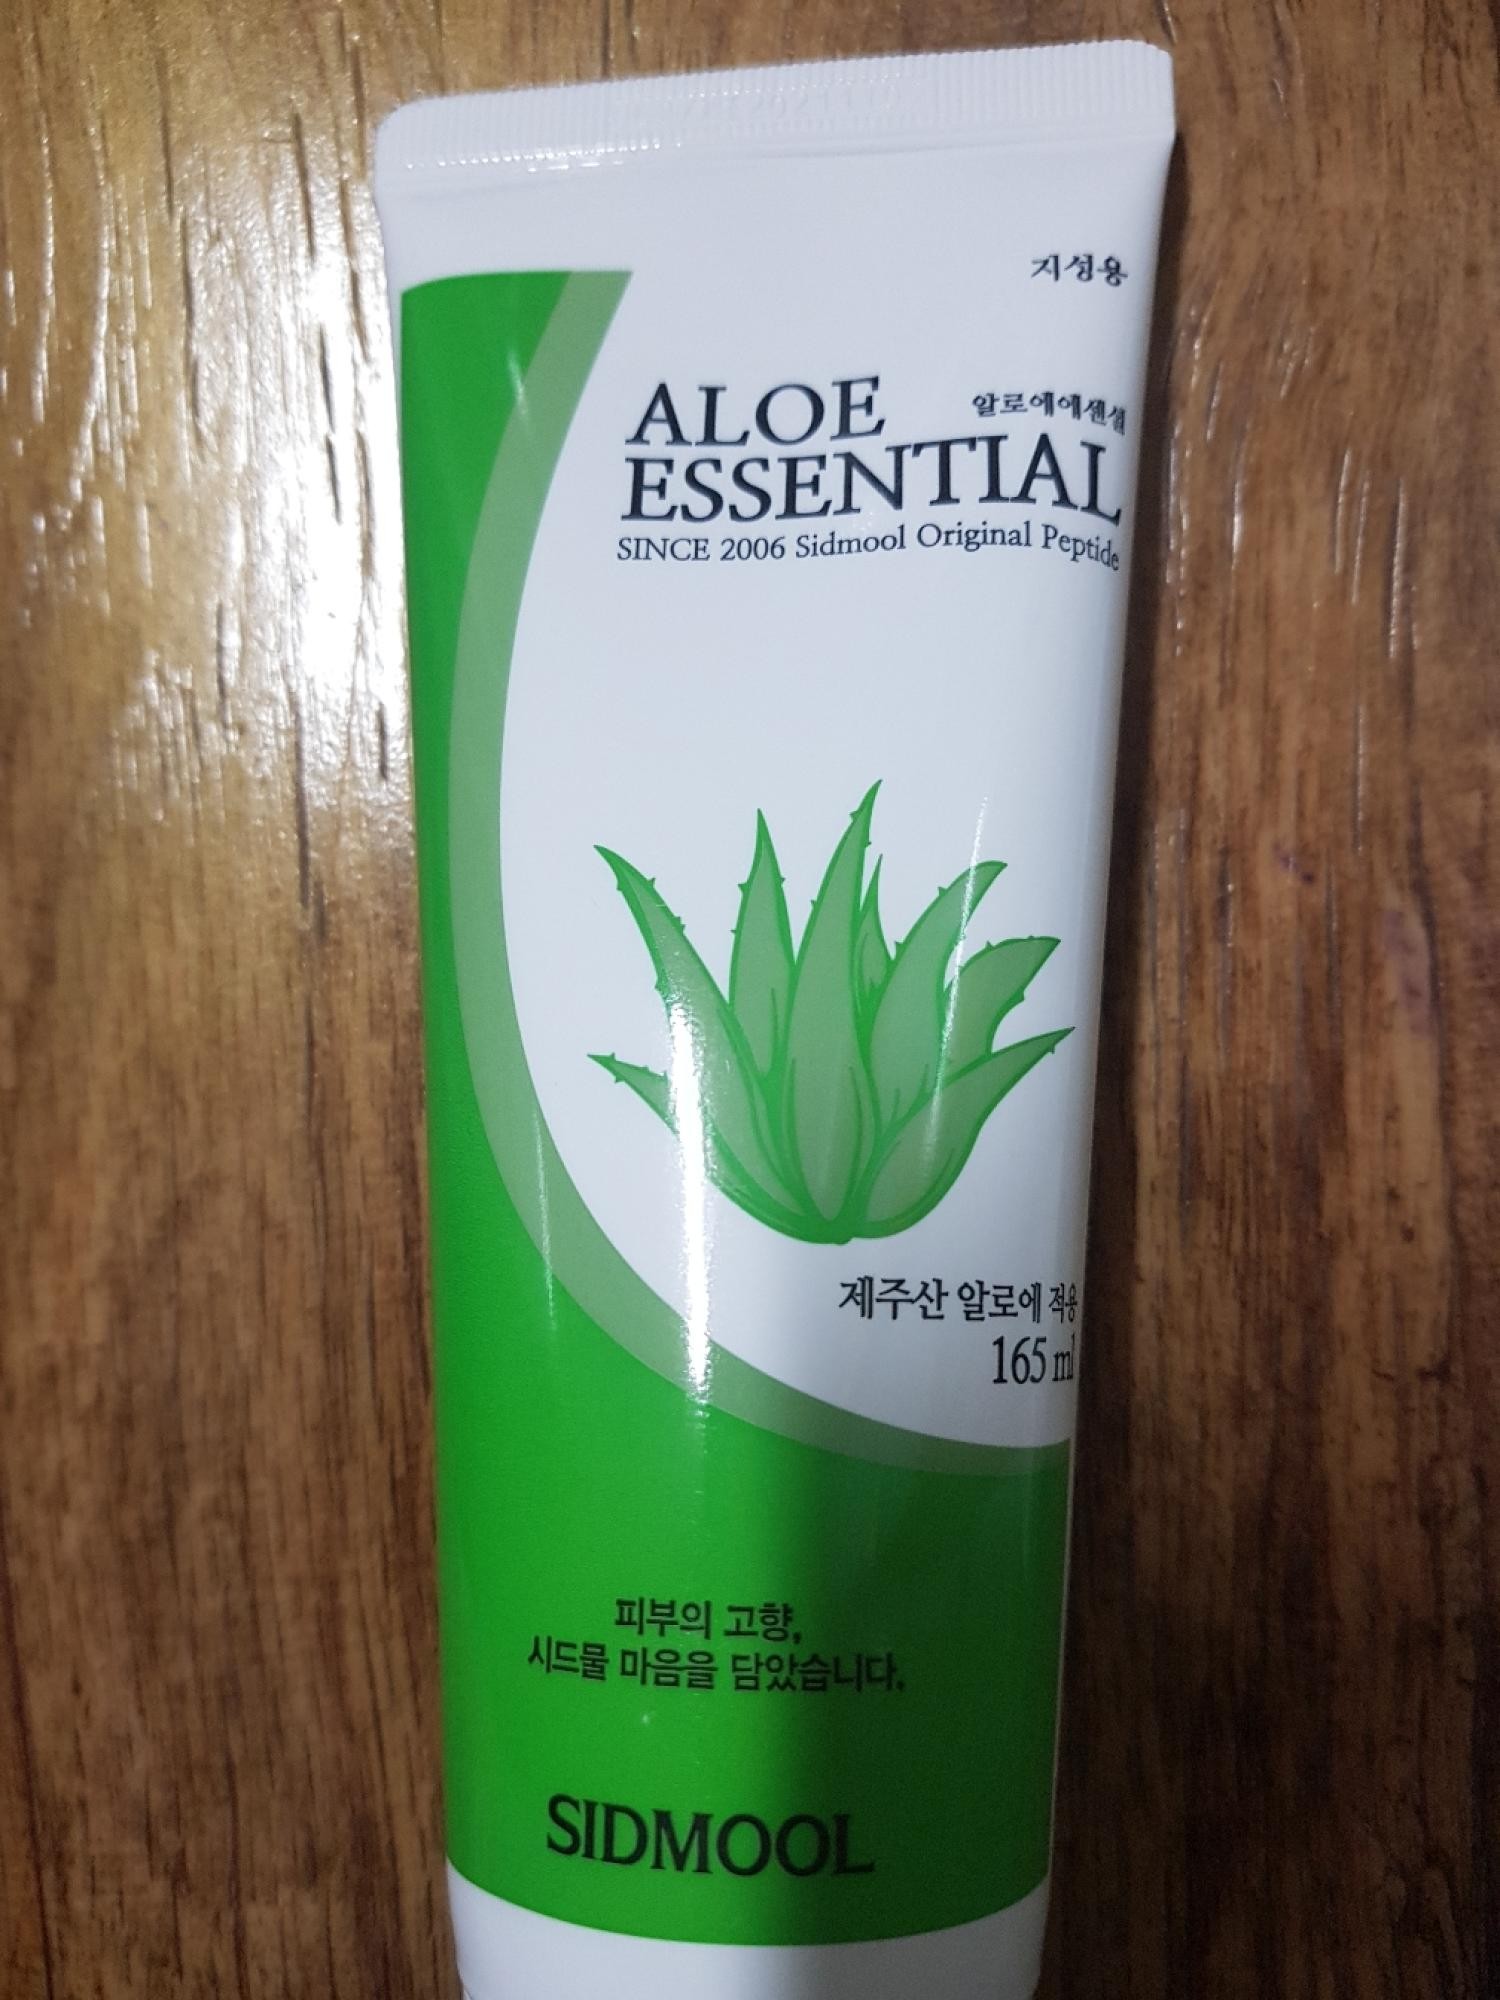 지성용
ALOE 알로에에센셜
ESSENTIAL
SINCE 2006 Sidmool Original Peptide
제주산 알로에 적용
165 ml
피부의 고향,
시드물 마음을 담았습니다.
SIDMOOL